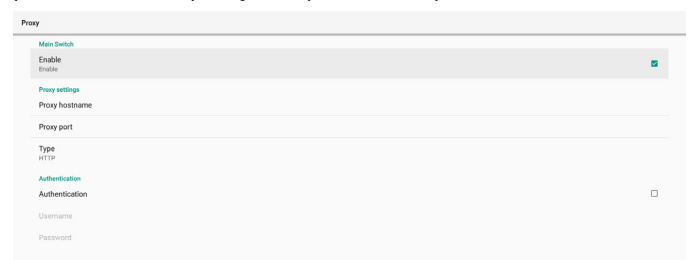 Proxy
Main Switch
Enable
Enable
Proxy settings
Proxy hostname
Proxy port
Type
HTTP
Authentication
Authentication
Username
Password